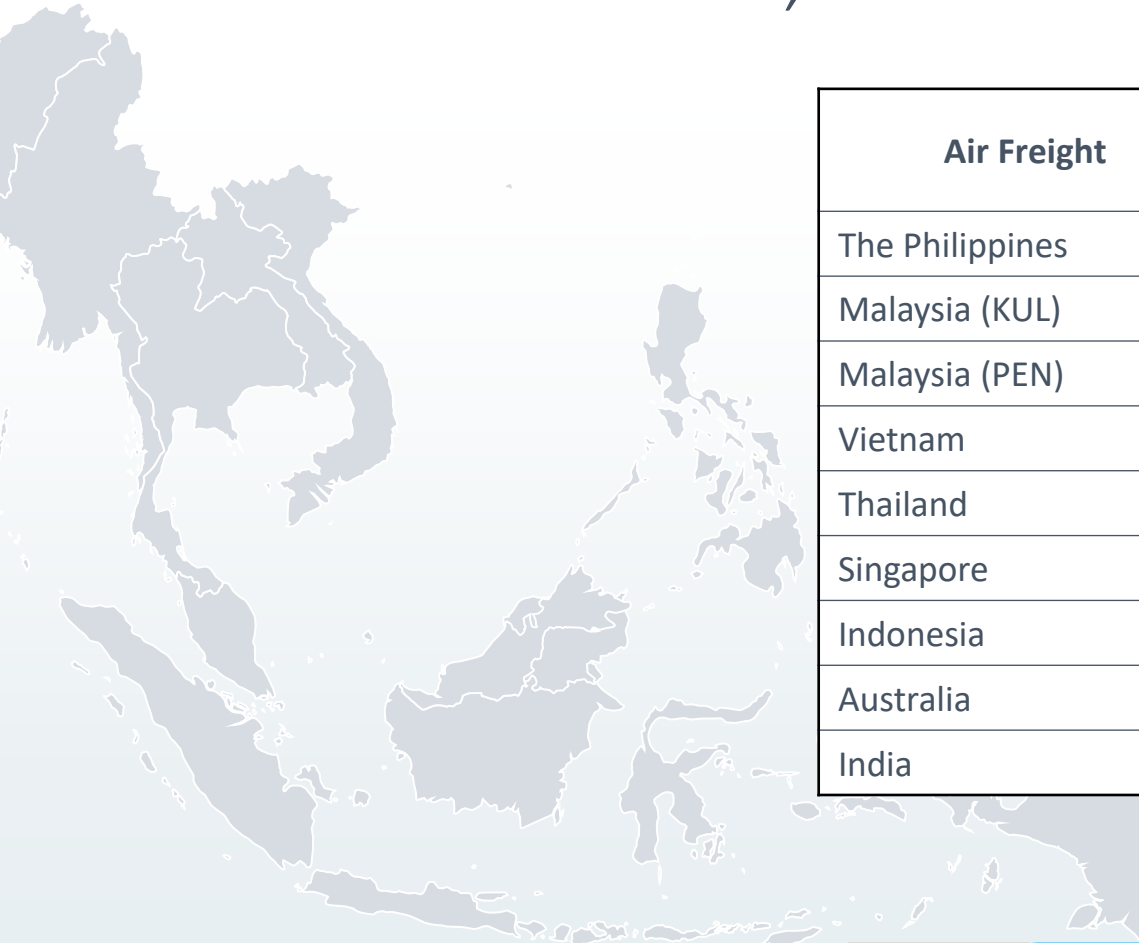 Air Freight
The Philippines
Malaysia (KUL)
Malaysia (PEN)
Vietnam
Thailand
Singapore
Indonesia
Australia
India